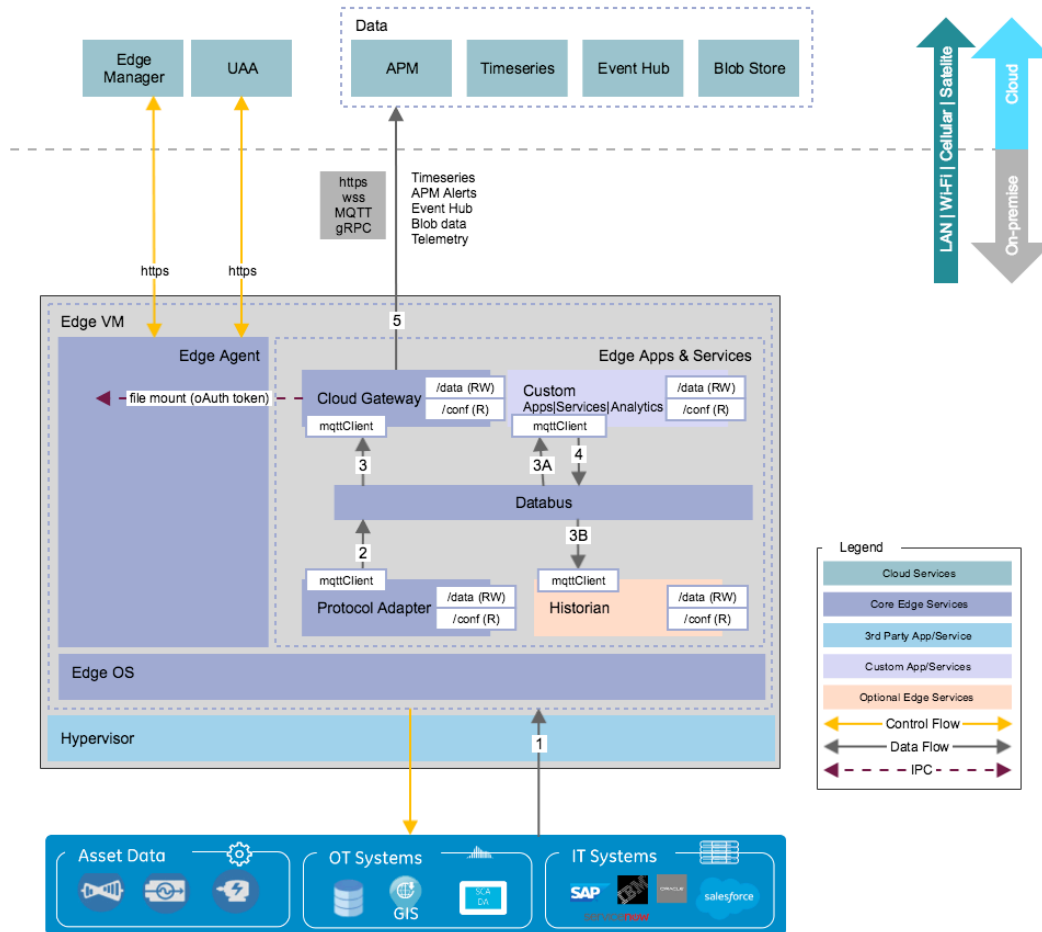 Data
Edge
Manager
UAA
APM
Timeseries
Event Hub
Blob Store
LAN | Wi-Fi | Cellular | Satelite
Cloud
On-premise
https
wss
MQTT
gRPC
Timeseries
APM Alerts
Event Hub
Blob data
Telemetry
https
https
5
Edge VM
Edge Agent
Edge Apps & Services
file mount (oAuth token)
Cloud Gateway
/data (RW)
/conf (R)
mqttClient
Custom
Apps|Services|Analytics
/data (RW)
/conf (R)
mqttClient
3
3A
4
Databus
2
3B
mqttClient
Protocol Adapter
/data (RW)
/conf (R)
mqttClient
Historian
/data (RW)
/conf (R)
Edge OS
Hypervisor
1
Legend
Cloud Services
Core Edge Services
3rd Party App/Service
Custom App/Services
Optional Edge Services
Control Flow
Data Flow
IPC
Asset Data
OT Systems
GIS
SCA
DA
IT Systems
SAP
IBM
ORACLE
salesforce
servicenow